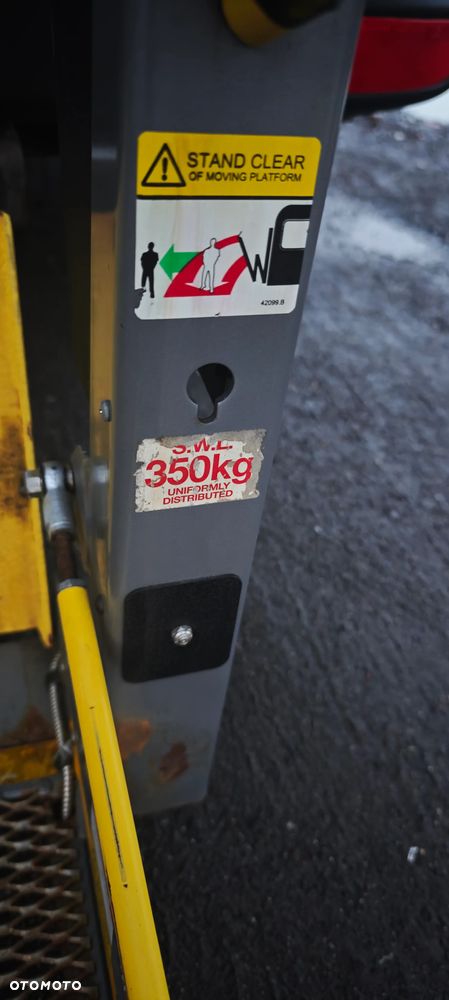 STAND CLEAR
OF MOVING PLATFORM
42099.B
S.W.L.
350kg
UNIFORMLY
DISTRIBUTED
OTOMOTO